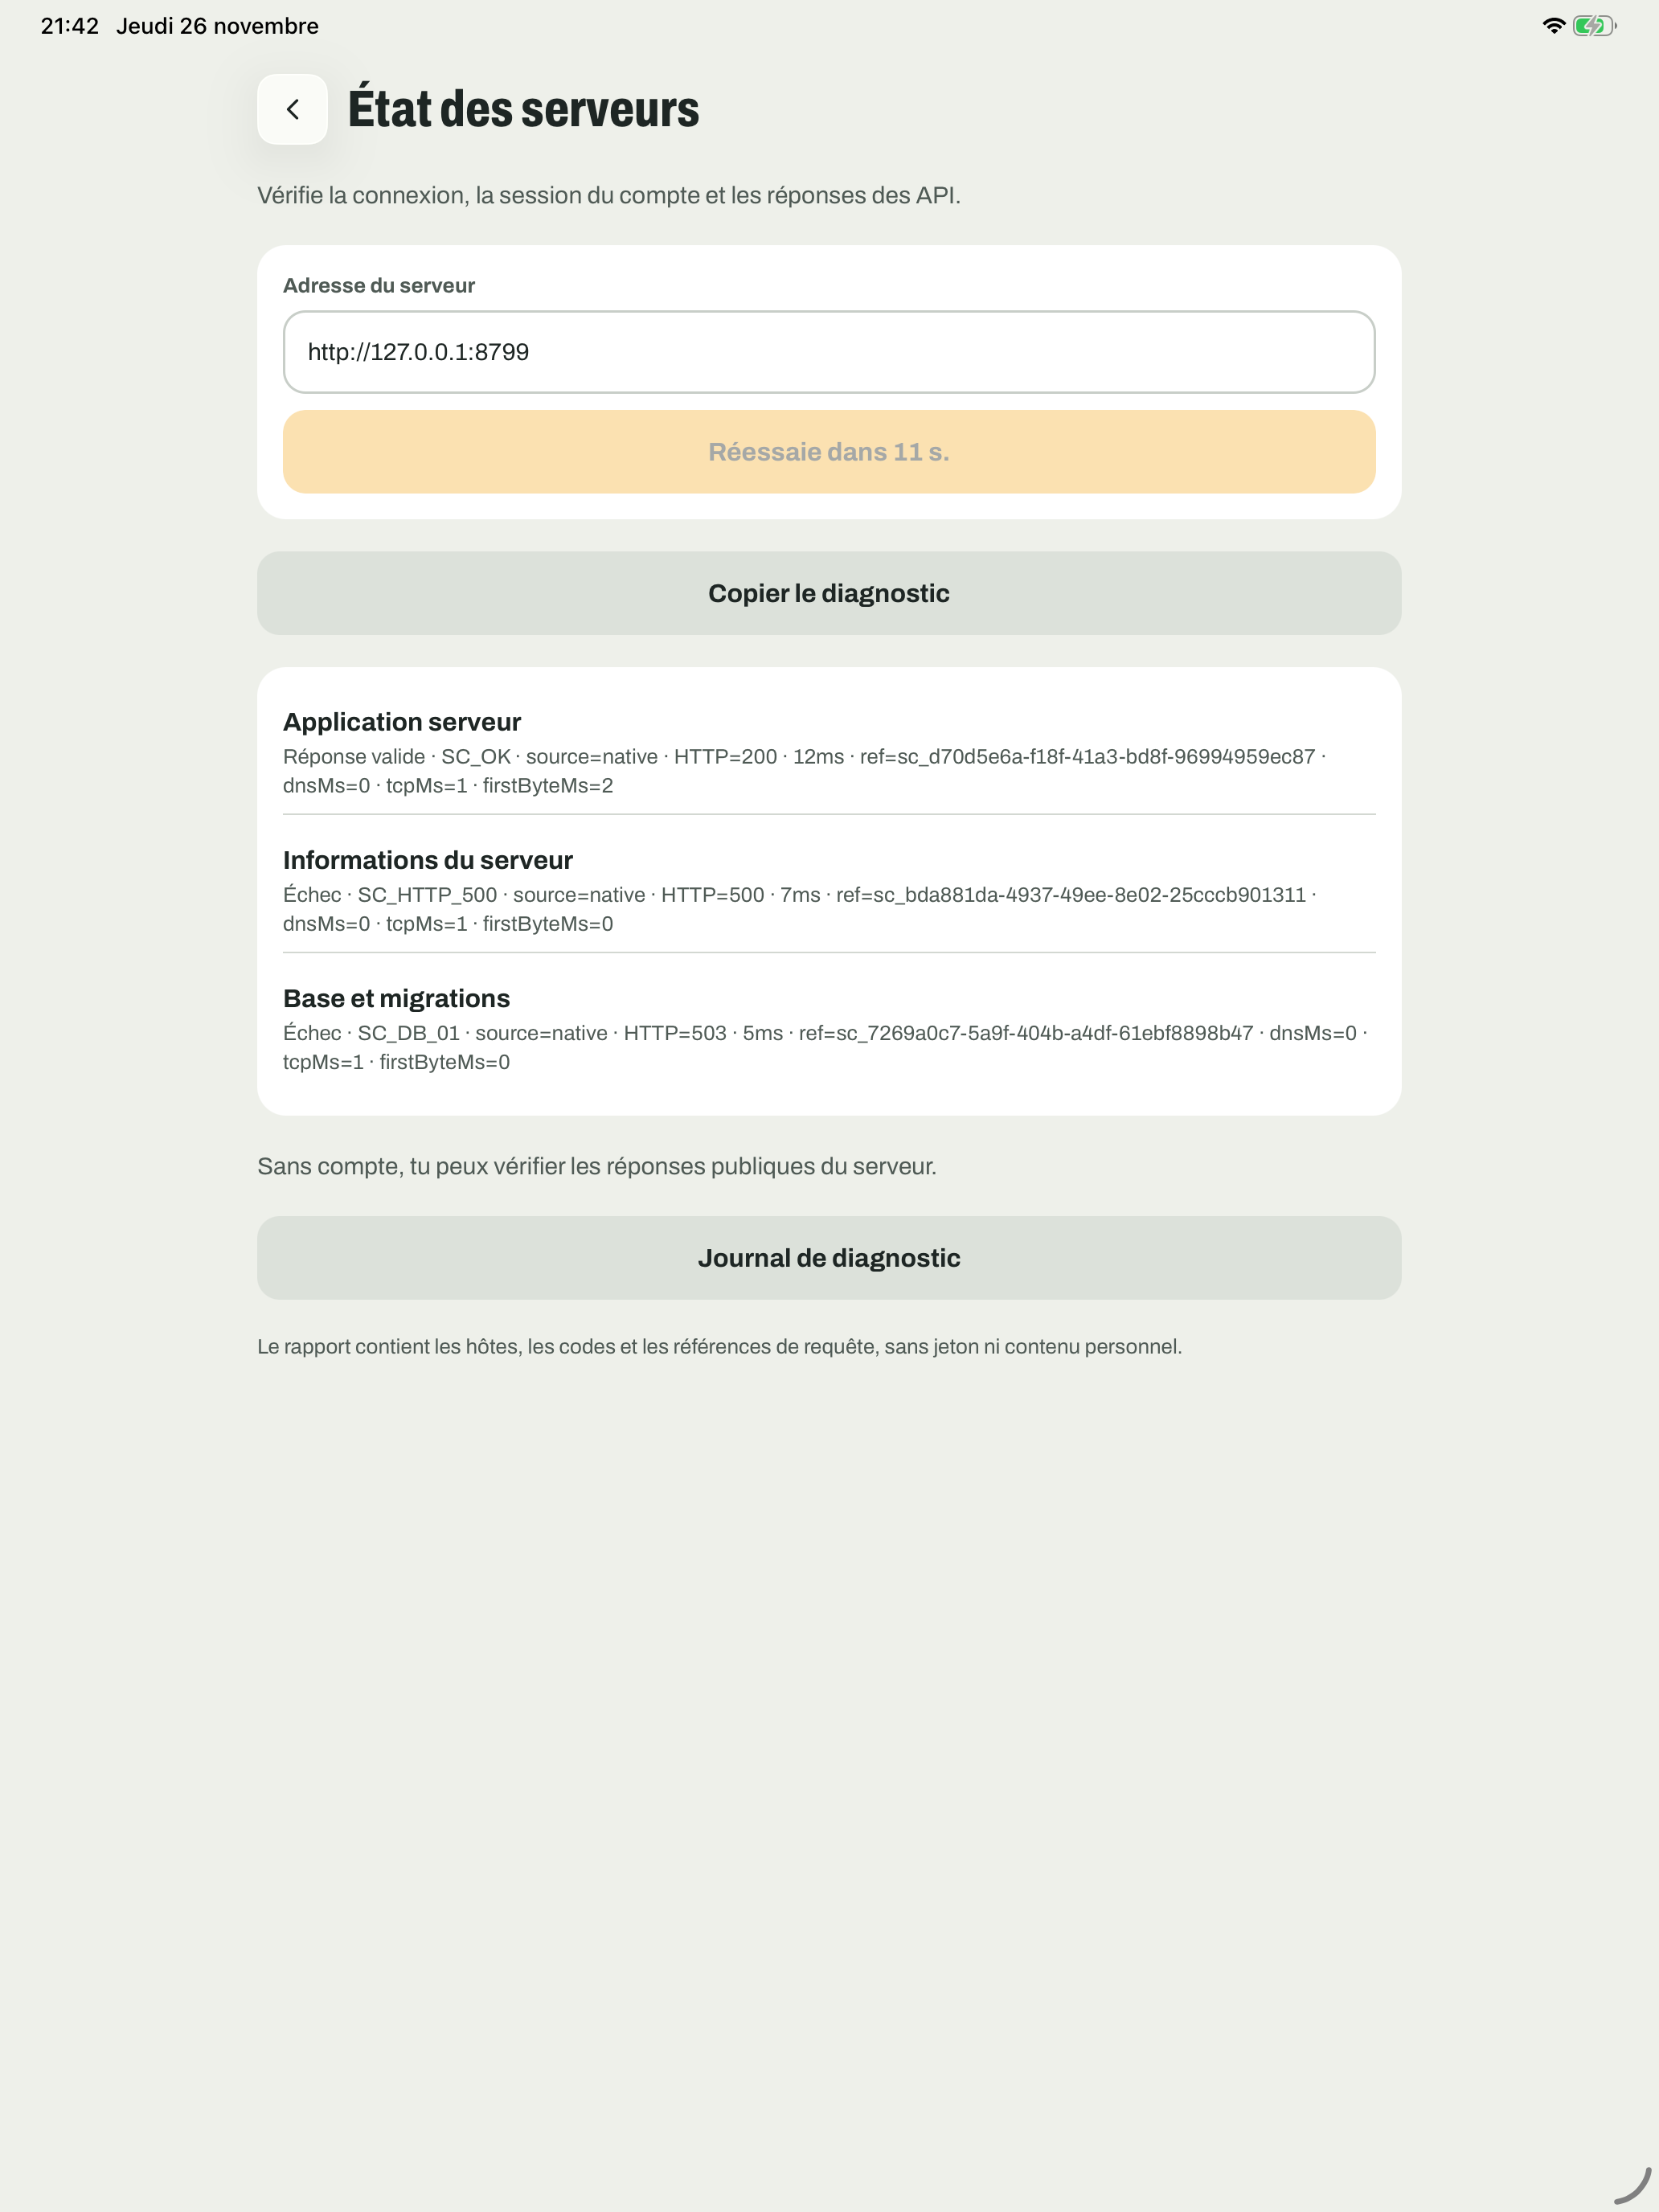 21:42 Jeudi 26 novembre
État des serveurs
Vérifie la connexion, la session du compte et les réponses des API.
Adresse du serveur
http://127.0.0.1:8799
Réessaie dans 11 s.
Copier le diagnostic
Application serveur
Réponse valide · SC_OK · source=native · HTTP=200 · 12ms · ref=sc_d70d5e6a-f18f-41a3-bd8f-96994959ec87 ·
dnsMs=0 · tcpMs=1 · firstByteMs=2
Informations du serveur
Échec · SC_HTTP_500 · source=native · HTTP=500 · 7ms · ref=sc_bda881da-4937-49ee-8e02-25cccb901311 ·
dnsMs=0 · tcpMs=1 · firstByteMs=0
Base et migrations
Échec · SC_DB_01 · source=native · HTTP=503 · 5ms · ref=sc_7269a0c7-5a9f-404b-a4df-61ebf8898b47 · dnsMs=0 ·
tcpMs=1 · firstByteMs=0
Sans compte, tu peux vérifier les réponses publiques du serveur.
Journal de diagnostic
Le rapport contient les hôtes, les codes et les références de requête, sans jeton ni contenu personnel.